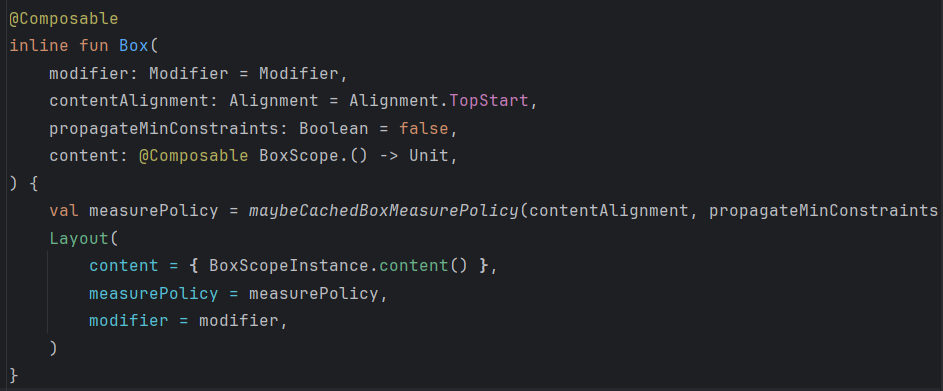 @Composable
inline fun Box(
    modifier: Modifier = Modifier,
    contentAlignment: Alignment = Alignment.TopStart,
    propagateMinConstraints: Boolean = false,
    content: @Composable BoxScope.() -> Unit,
) {
    val measurePolicy = maybeCachedBoxMeasurePolicy(contentAlignment, propagateMinConstraints
    Layout(
        content = { BoxScopeInstance.content() },
        measurePolicy = measurePolicy,
        modifier = modifier,
    )
}